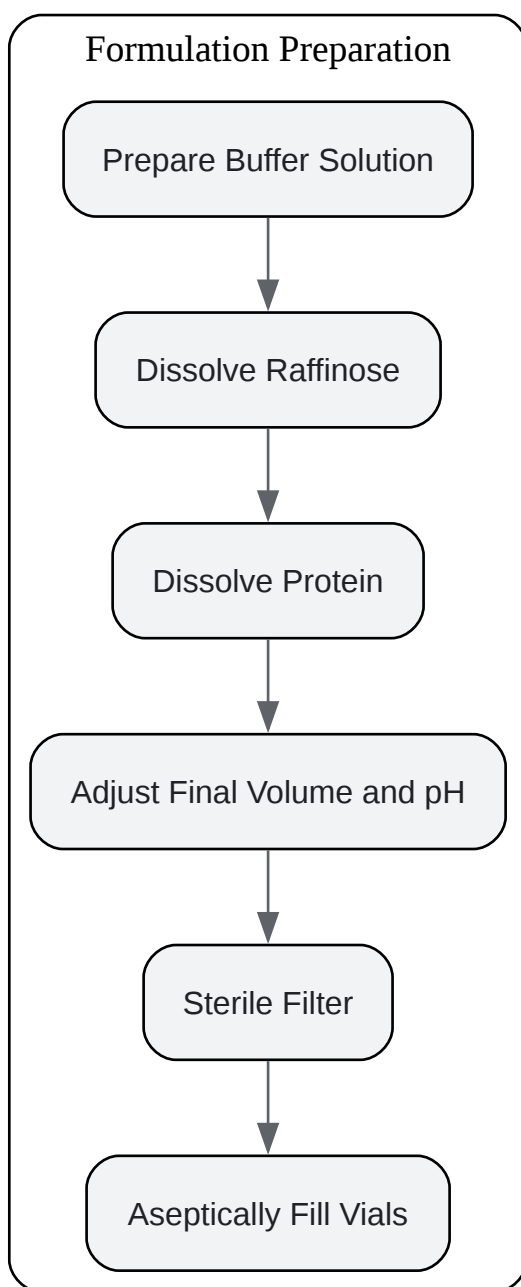 Formulation Preparation
Prepare Buffer Solution
Dissolve Raffinose
Dissolve Protein
Adjust Final Volume and pH
Sterile Filter
Aseptically Fill Vials